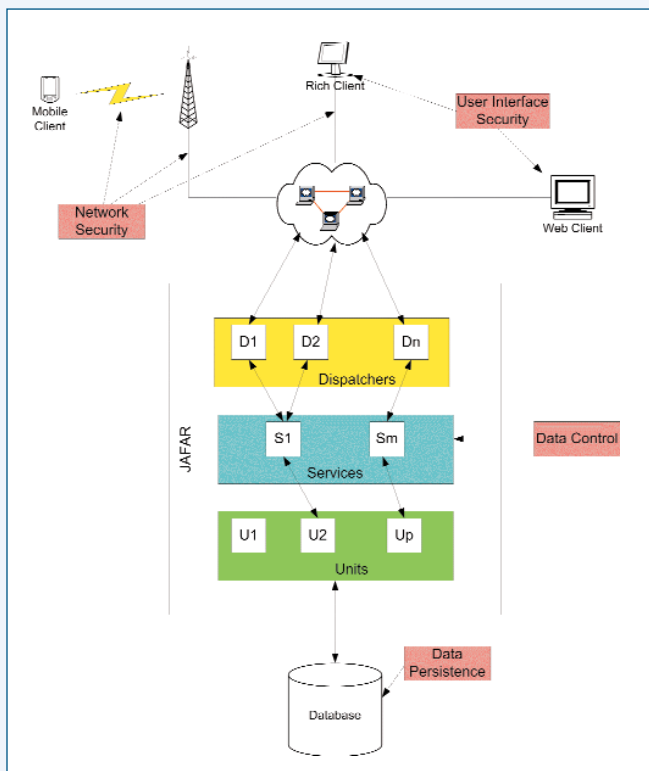 Rich Client
Mobile
Client
User Interface
Security
Network
Security
Web Client
D1
D2
Dn
Dispatchers
JAFAR
S1
Sm
Services
Data Control
U1
U2
Up
Units
Data
Persistence
Database